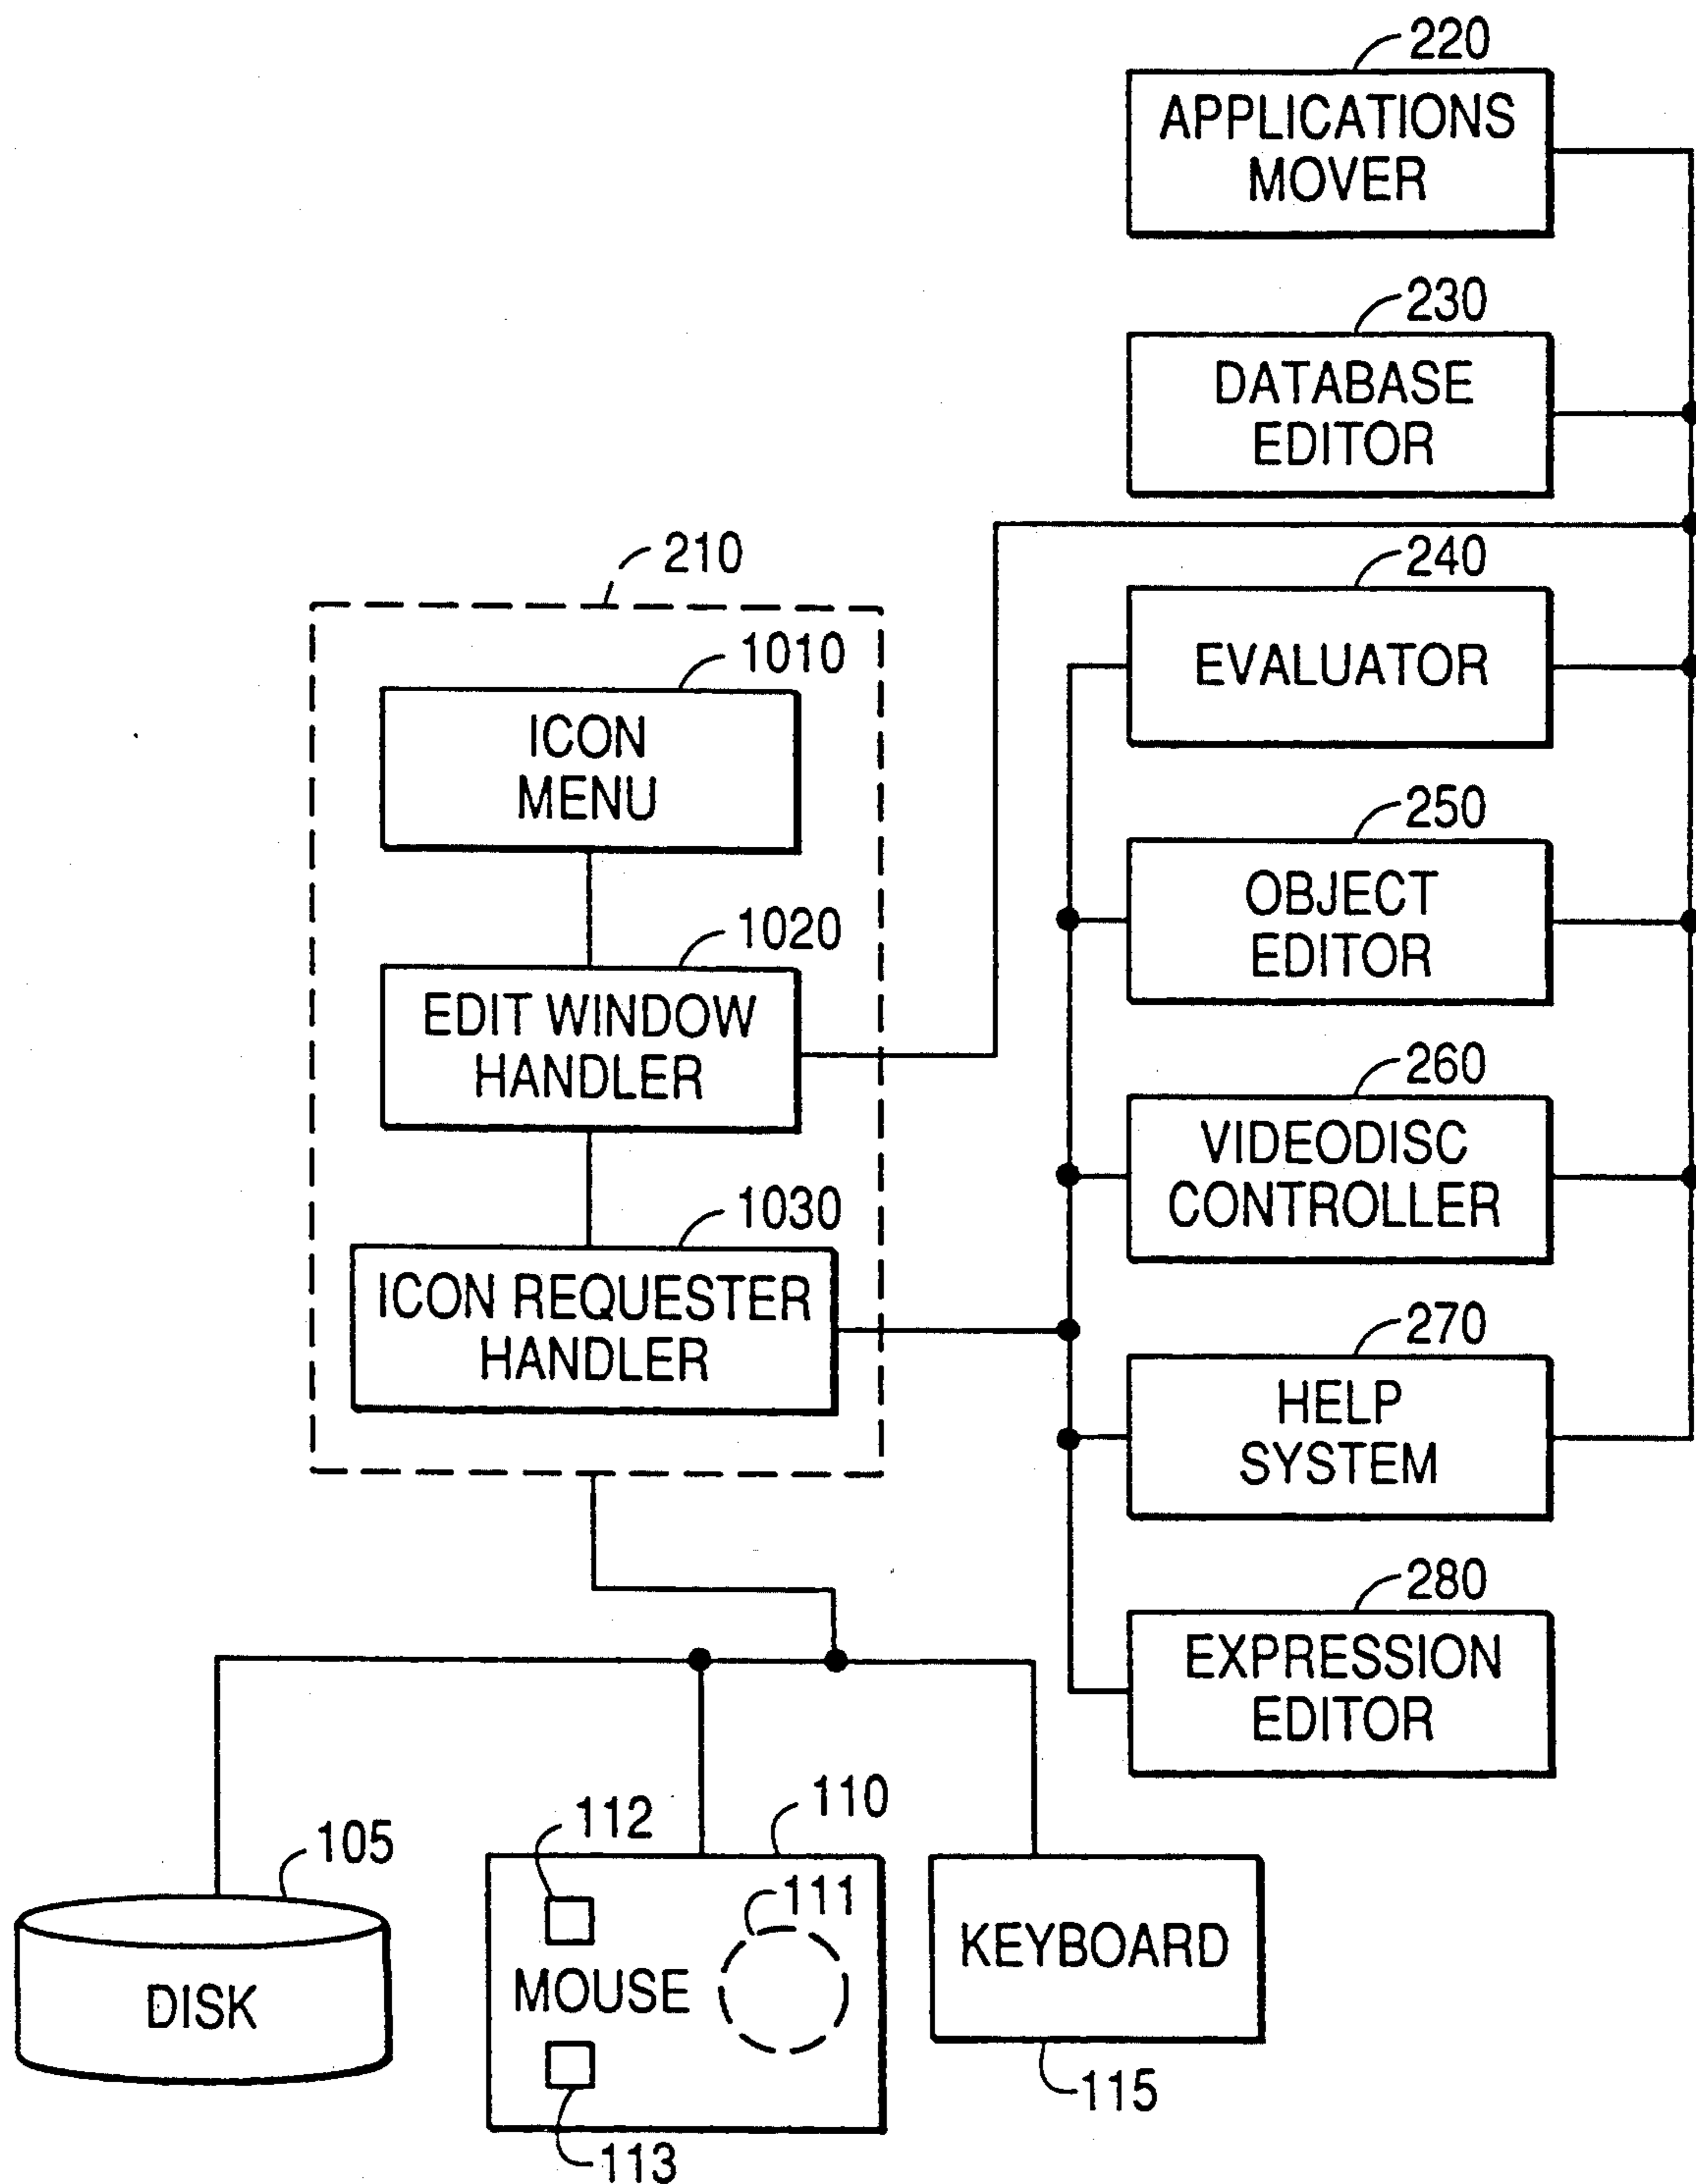 220
APPLICATIONS
MOVER
230
DATABASE
EDITOR
210
240
EVALUATOR
1010
ICON
MENU
250
OBJECT
EDITOR
1020
EDIT WINDOW
HANDLER
260
VIDEODISC
CONTROLLER
1030
ICON REQUESTER
HANDLER
270
HELP
SYSTEM
280
EXPRESSION
EDITOR
105
DISK
112
110
111
MOUSE
113
KEYBOARD
115